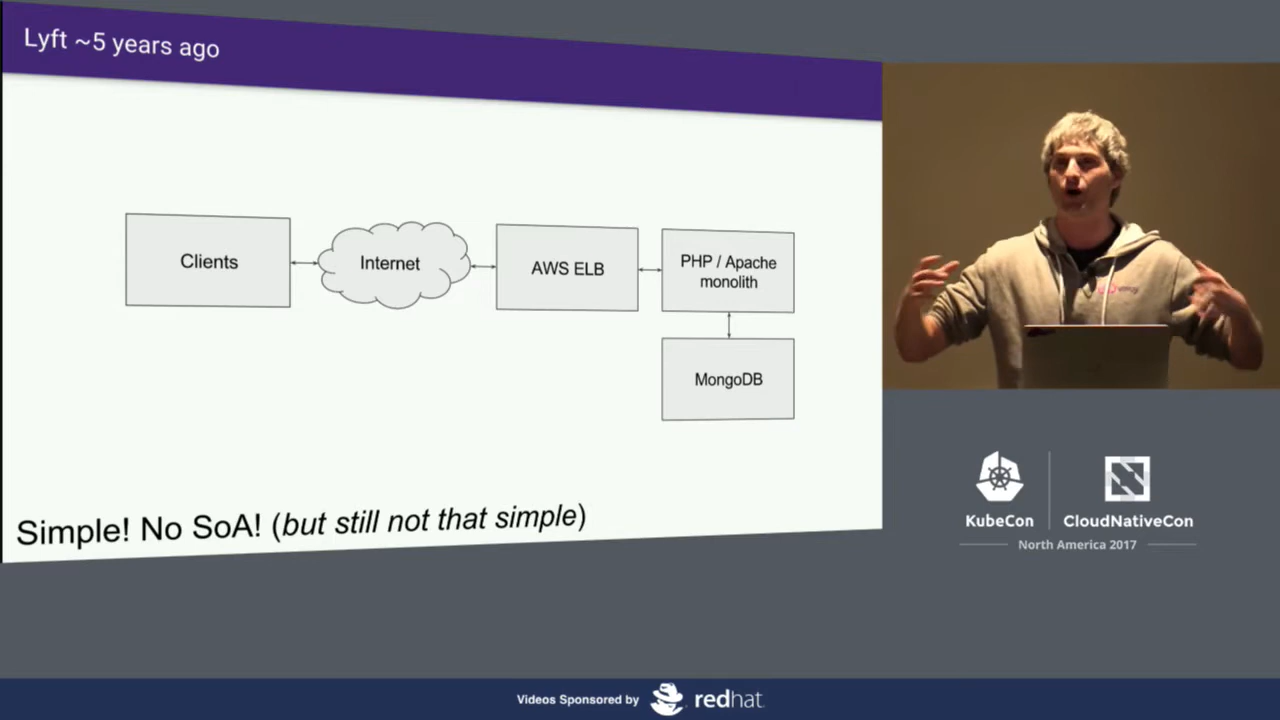 Lyft ~5 years ago
Clients
Internet
AWS ELB
PHP / Apache
monolith
MongoDB
Simple! No SoA! (but still not that simple)
KubeCon
CloudNativeCon
North America 2017
Videos Sponsored by
redhat